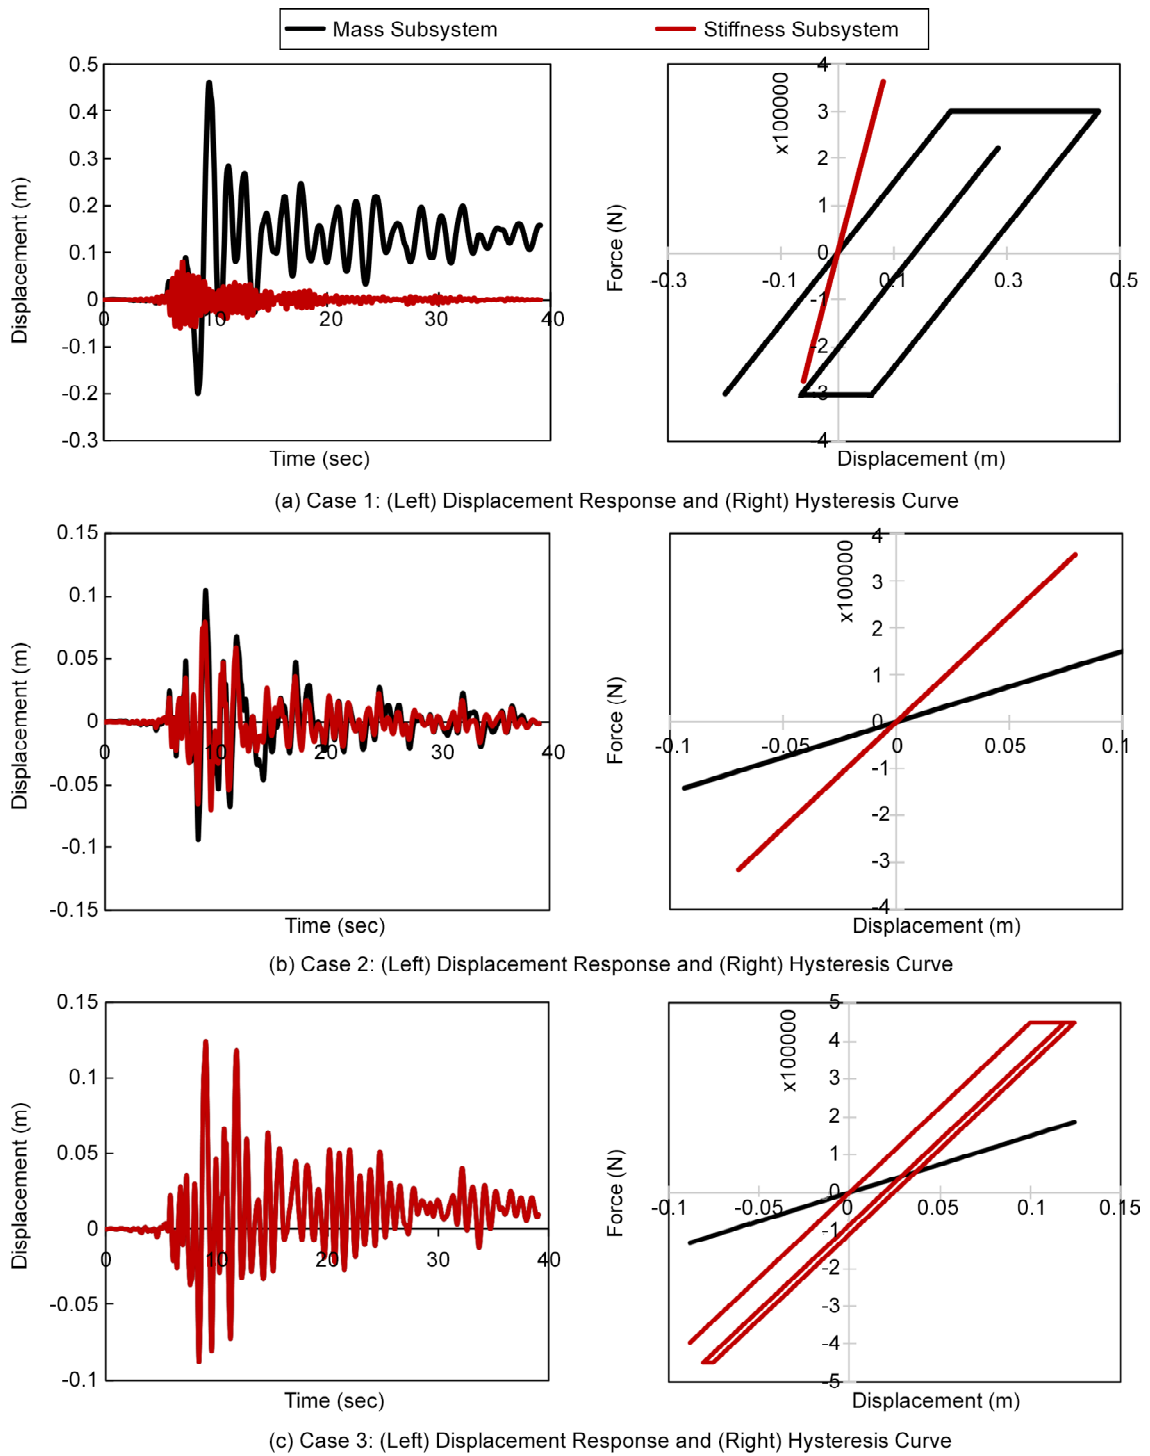 Mass Subsystem Stiffness Subsystem
0.5
0.4
0.3
0.2
0.1
0
-0.1
-0.2
-0.3
0 10 20 30 40
Displacement (m)
Time (sec)
4
3
2
1
0
-1
-2
-3
-4
x100000
-0.3 -0.1 0.1 0.3 0.5
Force (N)
Displacement (m)
(a) Case 1: (Left) Displacement Response and (Right) Hysteresis Curve
0.15
0.1
0.05
0
-0.05
-0.1
-0.15
0 10 20 30 40
Displacement (m)
Time (sec)
4
3
2
1
0
-1
-2
-3
-4
x100000
-0.1 -0.05 0 0.05 0.1
Force (N)
Displacement (m)
(b) Case 2: (Left) Displacement Response and (Right) Hysteresis Curve
0.15
0.1
0.05
0
-0.05
-0.1
0 10 20 30 40
Displacement (m)
Time (sec)
5
4
3
2
1
0
-1
-2
-3
-4
-5
x100000
-0.1 -0.05 0 0.05 0.1 0.15
Force (N)
Displacement (m)
(c) Case 3: (Left) Displacement Response and (Right) Hysteresis Curve